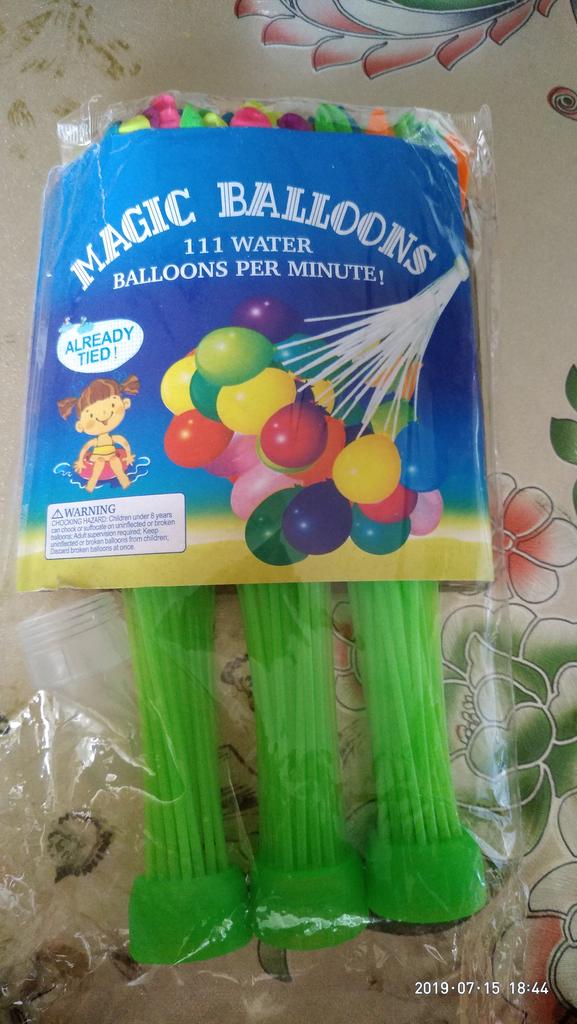 MAGIC BALLOONS
111 WATER
BALLOONS PER MINUTE!
ALREADY
TIED!
WARNING
CHOCKING HAZARD: Children under 8 years
can chock or suffocate on uninflected or broken
balloons; Adult supervision required; Keep
uninflected or broken balloons from children;
Discard broken balloons at once.
2019-07-15 18:44